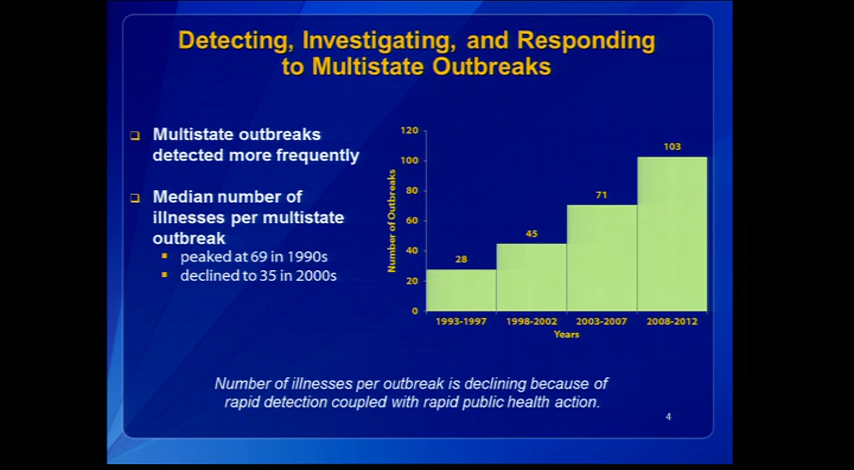 Detecting, Investigating, and Responding
to Multistate Outbreaks
Multistate outbreaks
detected more frequently
Median number of
illnesses per multistate
outbreak
peaked at 69 in 1990s
declined to 35 in 2000s
120
100
80
60
40
20
0
Number of Outbreaks
28
45
71
103
1993-1997 1998-2002 2003-2007 2008-2012
Years
Number of illnesses per outbreak is declining because of
rapid detection coupled with rapid public health action.
4